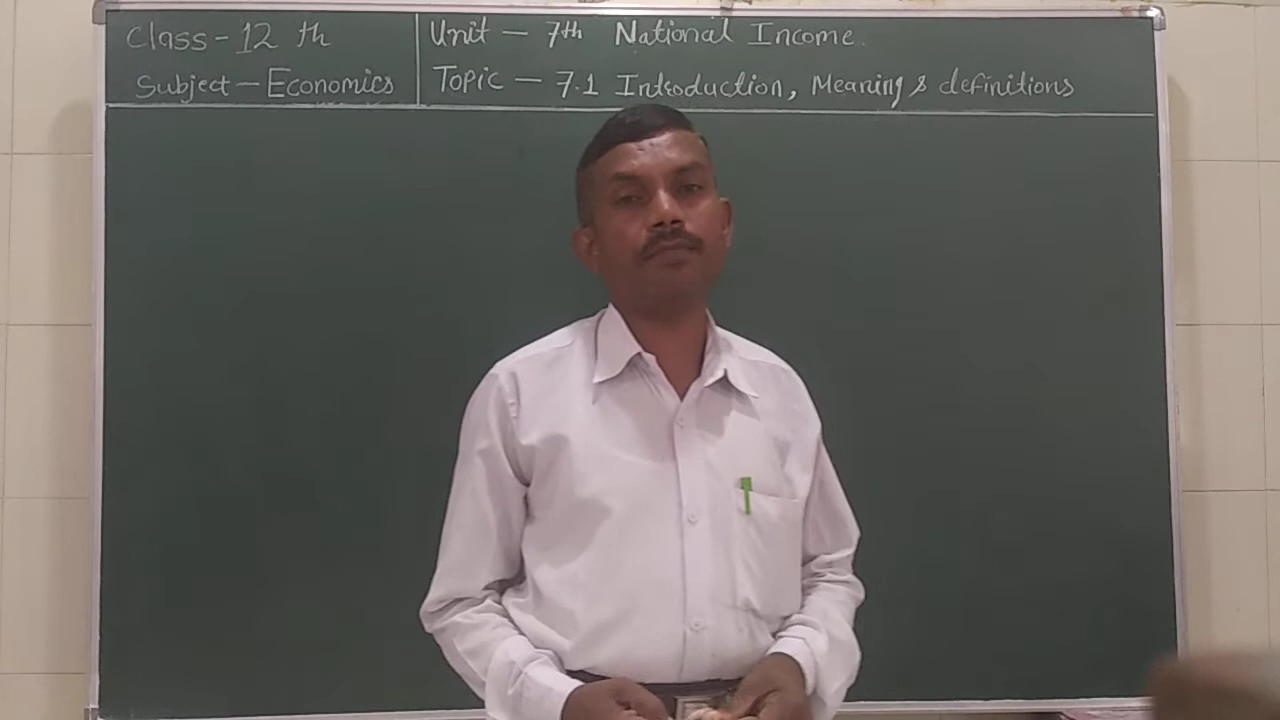 Class - 12 th
Subject - Economics
Unit - 7th National Income.
Topic - 7.1 Introduction, Meaning & definitions